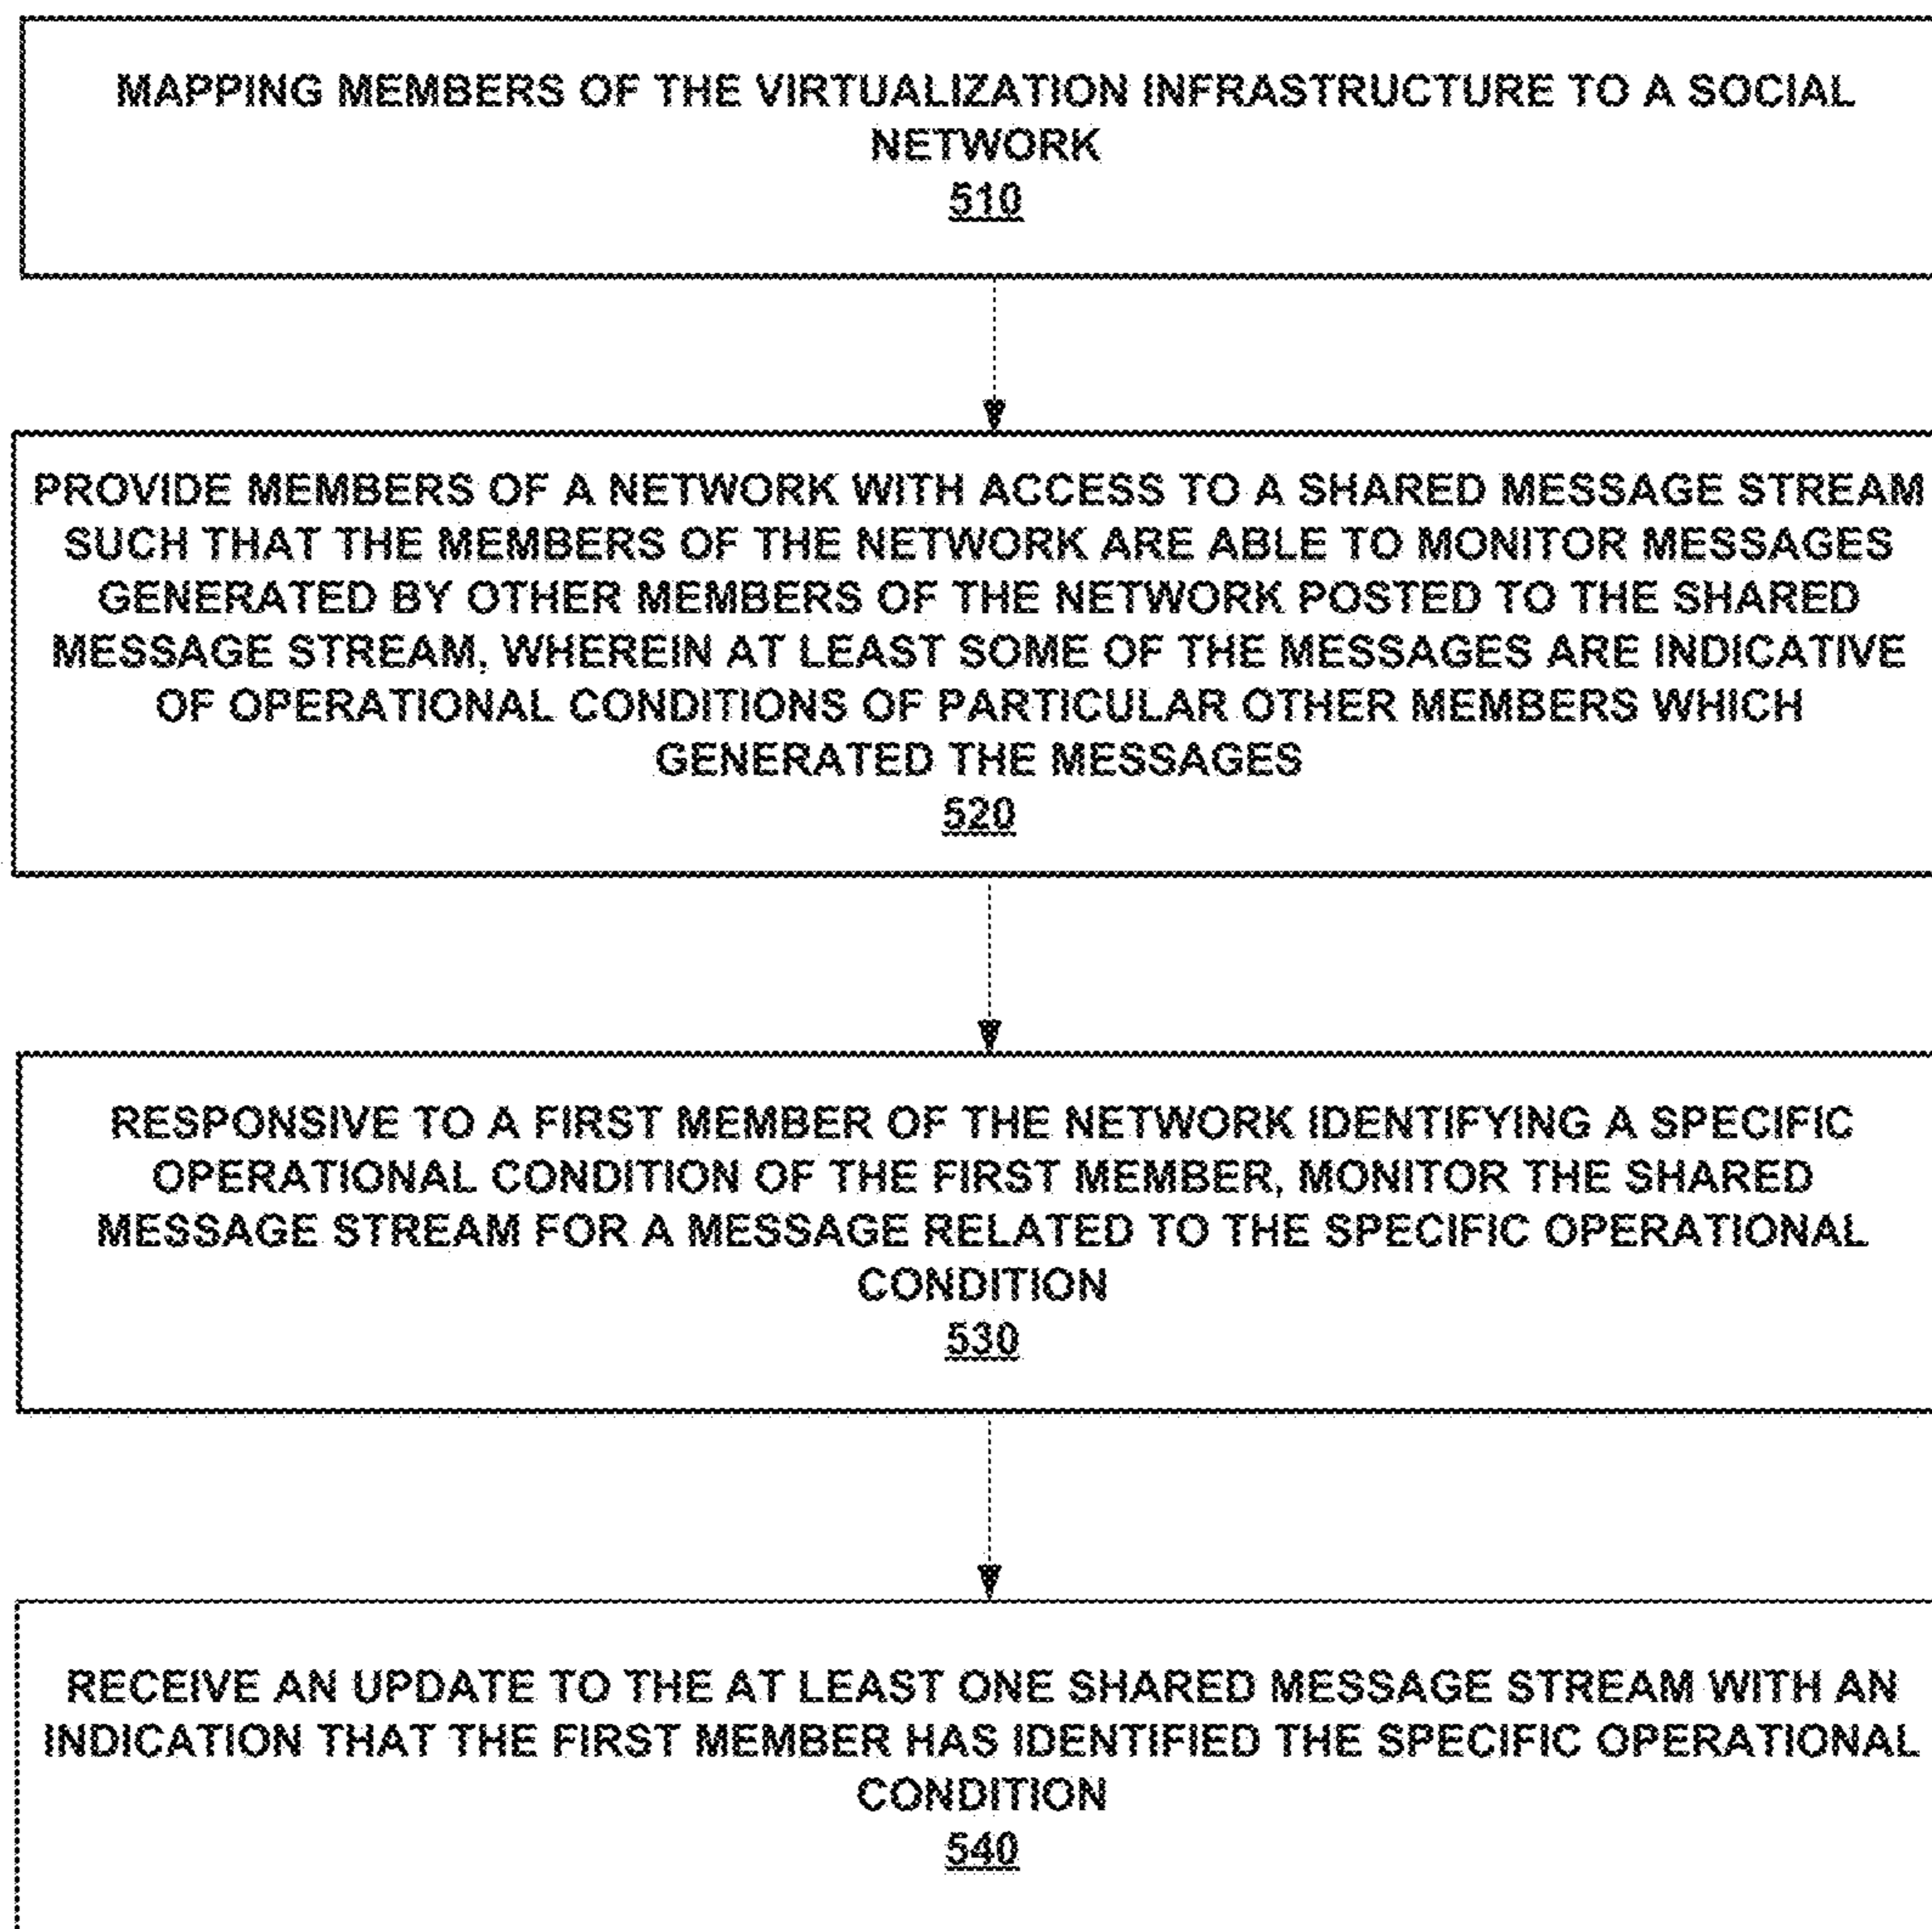 MAPPING MEMBERS OF THE VIRTUALIZATION INFRASTRUCTURE TO A SOCIAL
NETWORK
510
PROVIDE MEMBERS OF A NETWORK WITH ACCESS TO A SHARED MESSAGE STREAM
SUCH THAT THE MEMBERS OF THE NETWORK ARE ABLE TO MONITOR MESSAGES
GENERATED BY OTHER MEMBERS OF THE NETWORK POSTED TO THE SHARED
MESSAGE STREAM, WHEREIN AT LEAST SOME OF THE MESSAGES ARE INDICATIVE
OF OPERATIONAL CONDITIONS OF PARTICULAR OTHER MEMBERS WHICH
GENERATED THE MESSAGES
520
RESPONSIVE TO A FIRST MEMBER OF THE NETWORK IDENTIFYING A SPECIFIC
OPERATIONAL CONDITION OF THE FIRST MEMBER, MONITOR THE SHARED
MESSAGE STREAM FOR A MESSAGE RELATED TO THE SPECIFIC OPERATIONAL
CONDITION
530
RECEIVE AN UPDATE TO THE AT LEAST ONE SHARED MESSAGE STREAM WITH AN
INDICATION THAT THE FIRST MEMBER HAS IDENTIFIED THE SPECIFIC OPERATIONAL
CONDITION
540